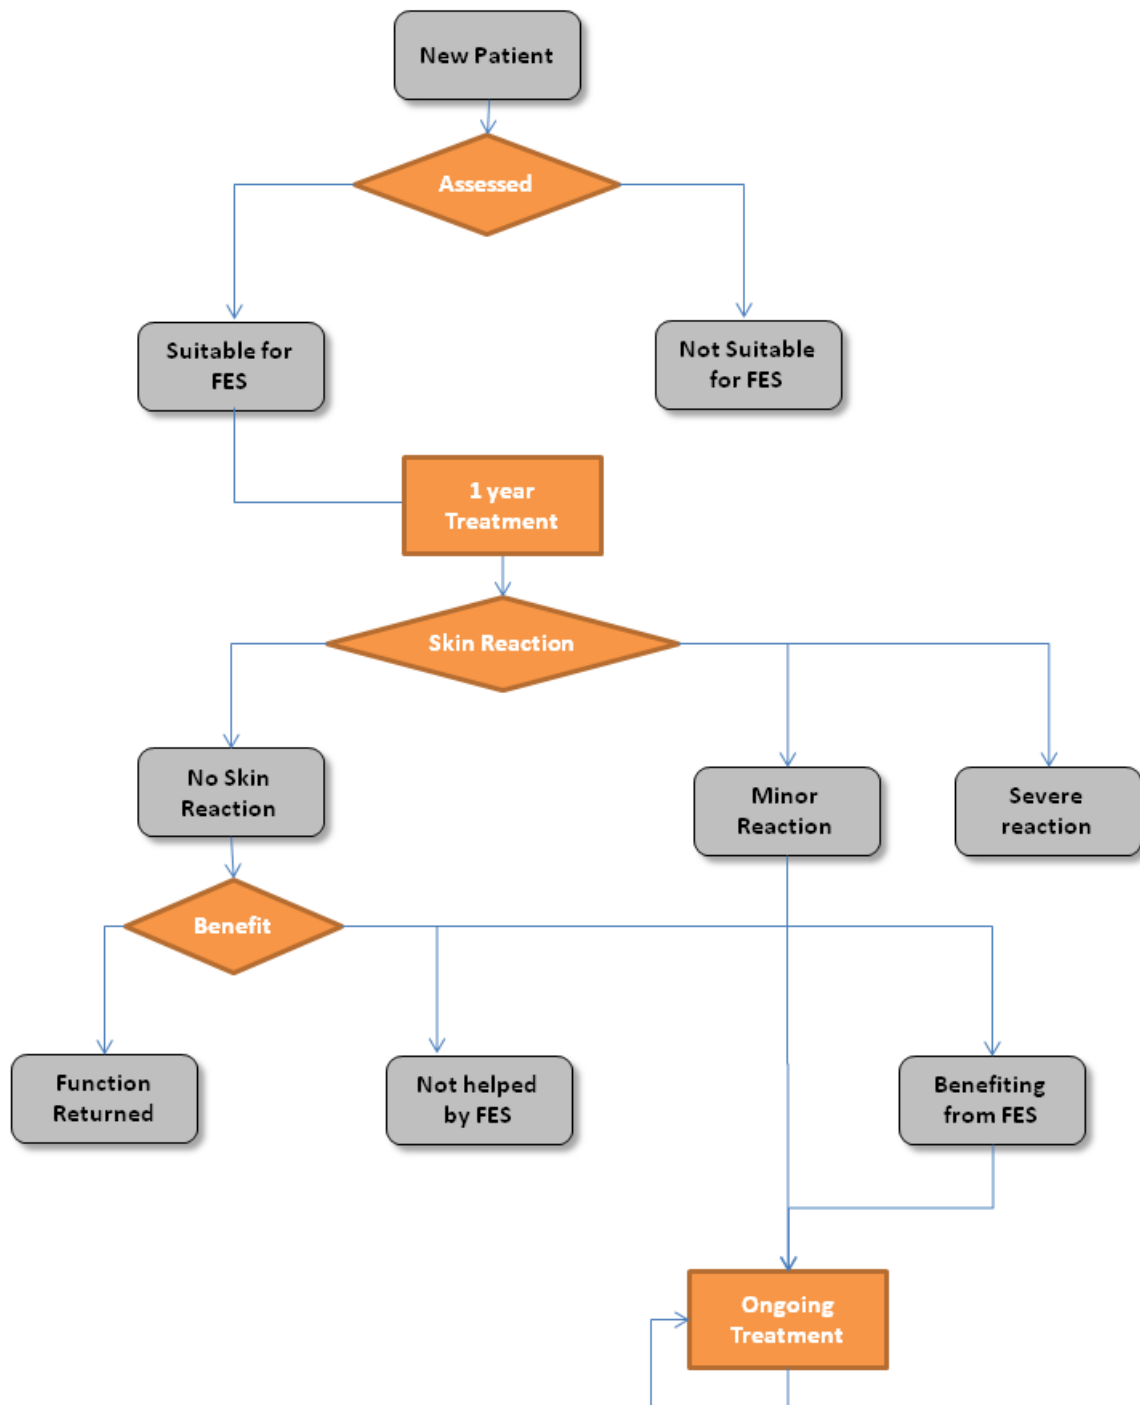 New Patient
Assessed
Suitable for
FES
Not Suitable
for FES
1 year
Treatment
Skin Reaction
No Skin
Reaction
Minor
Reaction
Severe
reaction
Benefit
Function
Returned
Not helped
by FES
Benefiting
from FES
Ongoing
Treatment